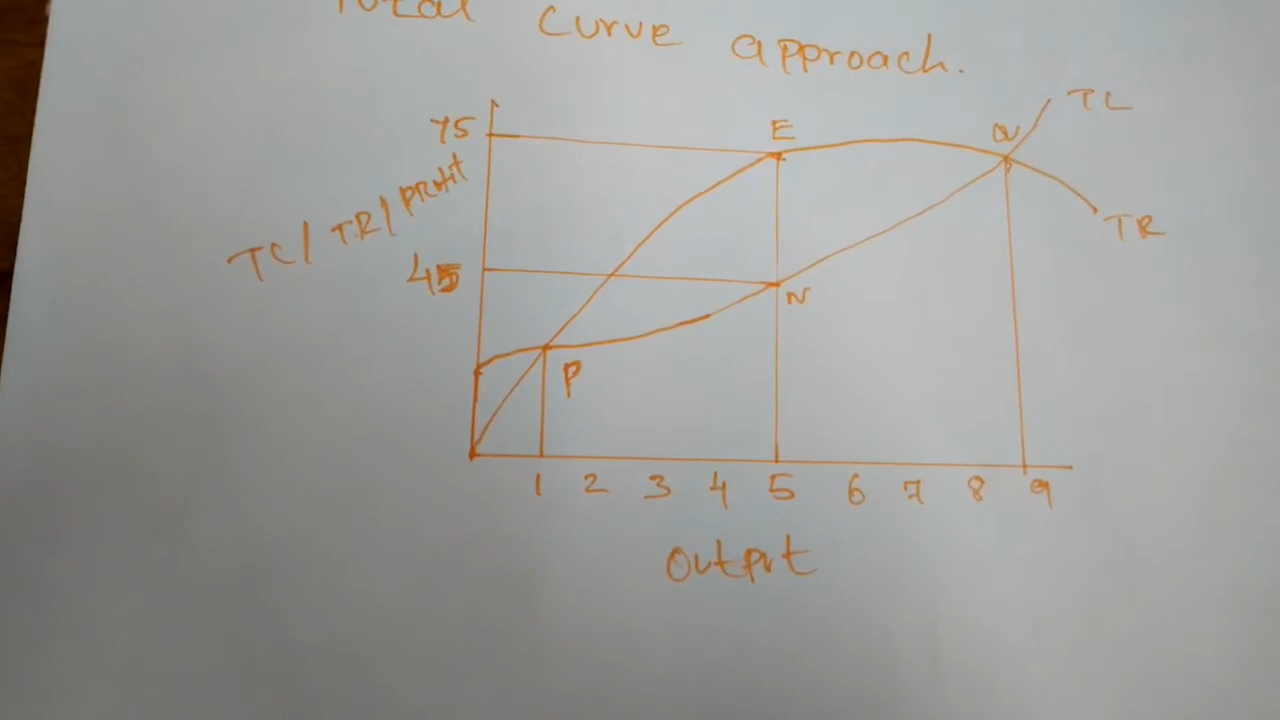 Total curve approach.
TC
75
E
Q
TC/TR/Profit
TR
45
N
P
1 2 3 4 5 6 7 8 9
Output